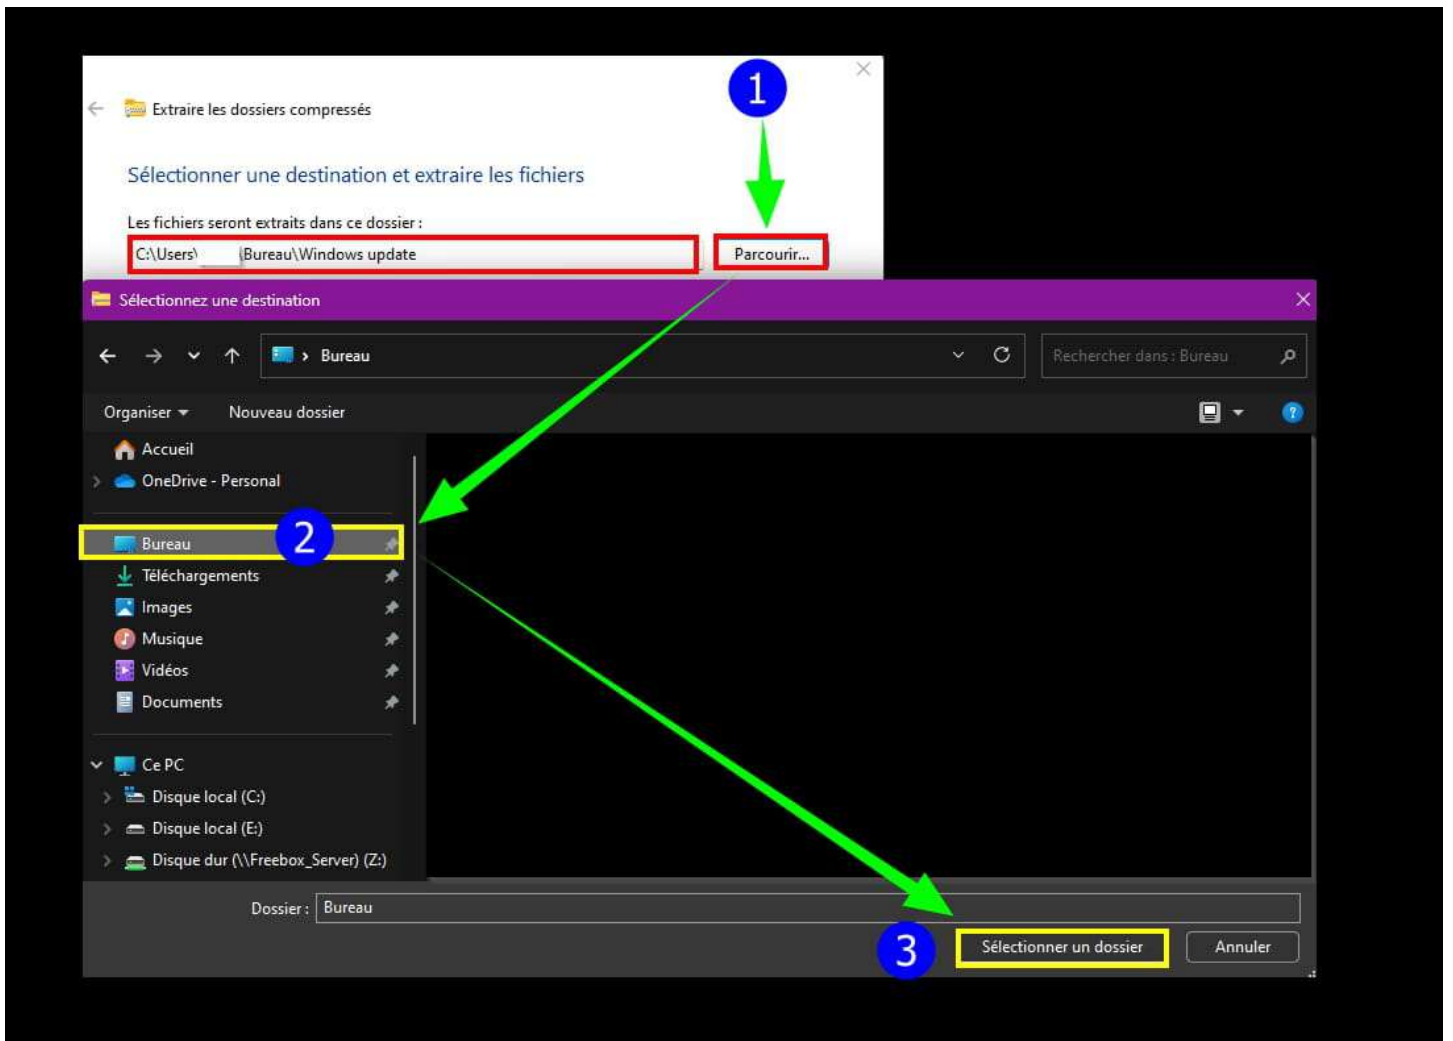 1
Extraire les dossiers compressés
Sélectionner une destination et extraire les fichiers
Les fichiers seront extraits dans ce dossier :
C:\Users\ \Bureau\Windows update
Parcourir...
Sélectionnez une destination
Bureau
Rechercher dans : Bureau
Organiser
Nouveau dossier
Accueil
OneDrive - Personal
Bureau
2
Téléchargements
Images
Musique
Vidéos
Documents
Ce PC
Disque local (C:)
Disque local (E:)
Disque dur (\\Freebox_Server) (Z:)
Dossier : Bureau
3
Sélectionner un dossier
Annuler